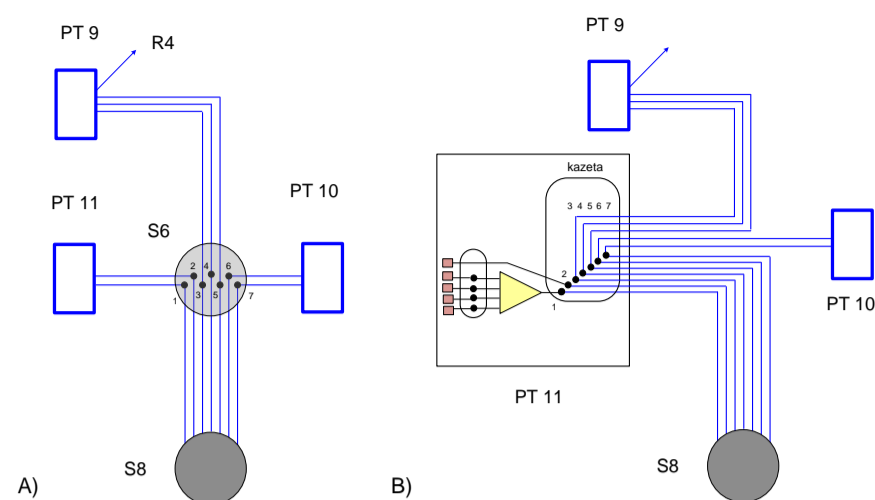 PT 9
R4
PT 11
S6
PT 10
2 4 6
1 3 5 7
S8
A)
PT 9
kazeta
3 4 5 6 7
2
1
PT 10
PT 11
S8
B)